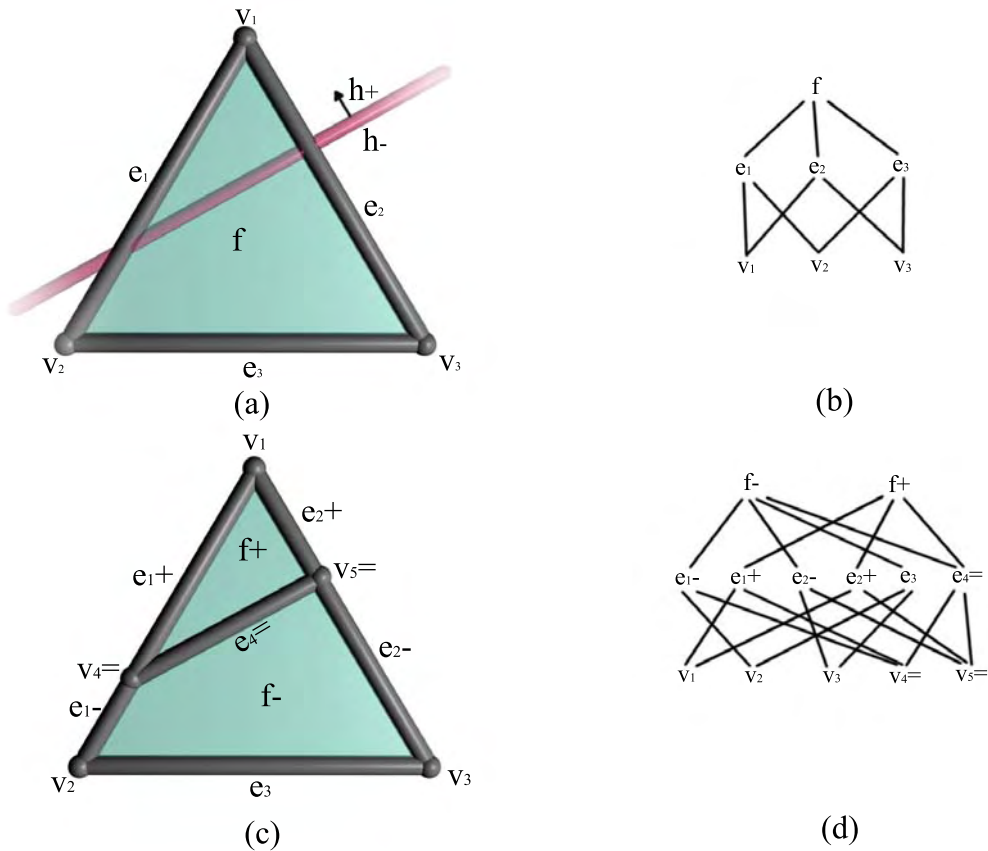 v₁
h+
h-
e₁
e₂
f
v₂
v₃
e₃
(a)
f
e₁ e₂ e₃
v₁ v₂ v₃
(b)
v₁
e₂+
f+
e₁+
v₅=
e₄=
v₄=
e₂-
e₁-
f-
v₂
v₃
e₃
(c)
f- f+
e₁- e₁+ e₂- e₂+ e₃ e₄=
v₁ v₂ v₃ v₄= v₅=
(d)